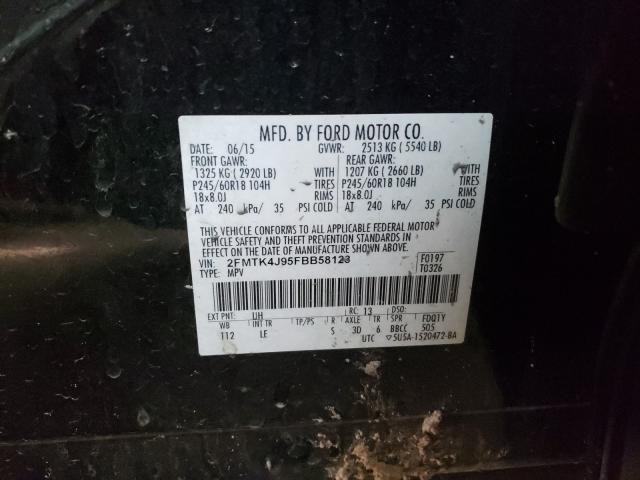 MFD. BY FORD MOTOR CO.
DATE: 06/15 GVWR: 2513 KG ( 5540 LB)
FRONT GAWR: REAR GAWR:
1325 KG ( 2920 LB) WITH 1207 KG ( 2660 LB) WITH
P245/60R18 104H TIRES P245/60R18 104H TIRES
18x8.0J RIMS 18x8.0J RIMS
AT 240 kPa/ 35 PSI COLD AT 240 kPa/ 35 PSI COLD
THIS VEHICLE CONFORMS TO ALL APPLICABLE FEDERAL MOTOR
VEHICLE SAFETY AND THEFT PREVENTION STANDARDS IN
EFFECT ON THE DATE OF MANUFACTURE SHOWN ABOVE.
VIN: 2FMTK4J95FBB58123 F0197
TYPE: MPV T0326
EXT PNT: UH RC: 13 DSO:
WB INT TR TP/PS R AXLE TR SPR FDQTY
112 LE S 3D 6 BBCC 505
UTC ▽5U5A-1520472-BA